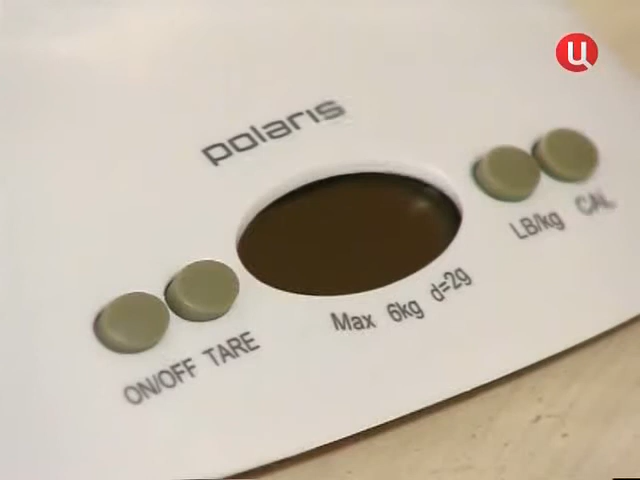 Ц
polaris
LB/kg CAL
Max 6kg d=2g
ON/OFF TARE